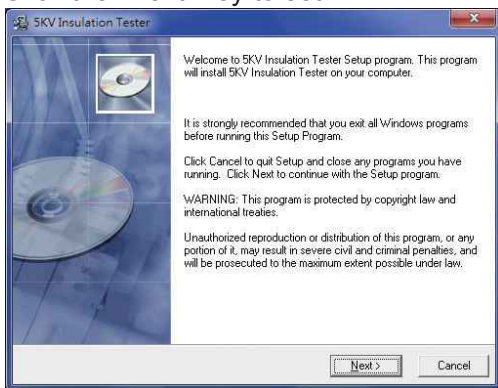 5KV Insulation Tester
Welcome to 5KV Insulation Tester Setup program. This program
will install 5KV Insulation Tester on your computer.
It is strongly recommended that you exit all Windows programs
before running this Setup Program.
Click Cancel to quit Setup and close any programs you have
running. Click Next to continue with the Setup program.
WARNING: This program is protected by copyright law and
international treaties.
Unauthorized reproduction or distribution of this program, or any
portion of it, may result in severe civil and criminal penalties, and
will be prosecuted to the maximum extent possible under law.
Next > Cancel